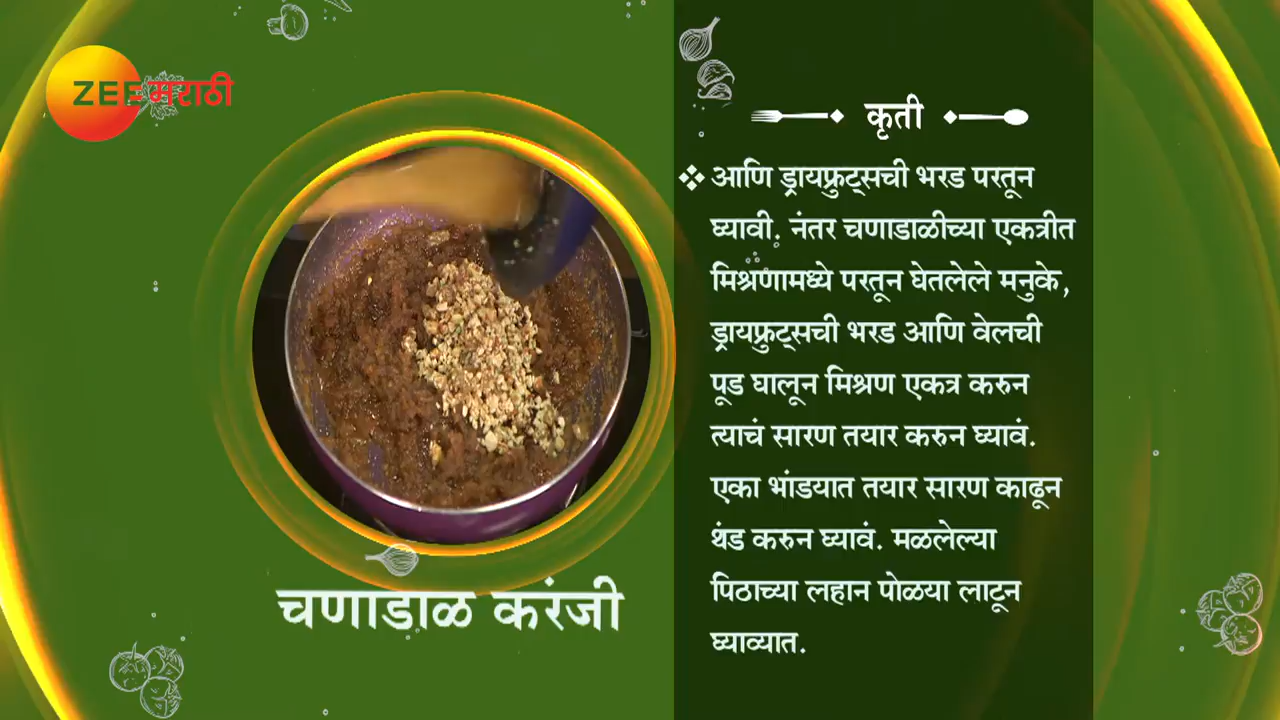 ZEE मराठी
कृती
❖ आणि ड्रायफ्रुट्सची भरड परतून
घ्यावी. नंतर चणाडाळीच्या एकत्रीत
मिश्रणामध्ये परतून घेतलेले मनुके,
ड्रायफ्रुट्सची भरड आणि वेलची
पूड घालून मिश्रण एकत्र करुन
त्याचं सारण तयार करुन घ्यावं.
एका भांडयात तयार सारण काढून
थंड करुन घ्यावं. मळलेल्या
पिठाच्या लहान पोळया लाटून
घ्याव्यात.
चणाडाळ करंजी